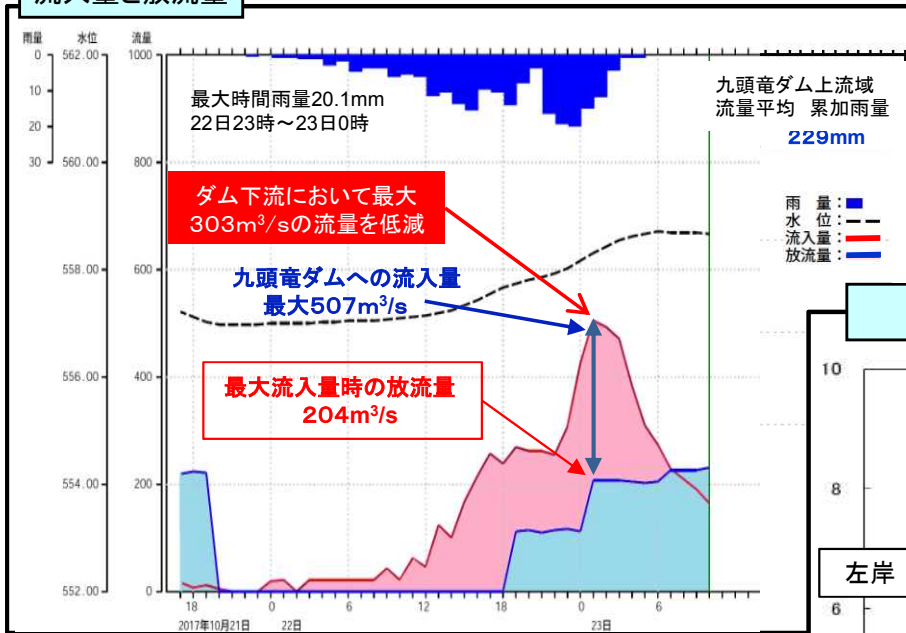 流入量と放流量
雨量 水位 流量
0 562.00 1000
10
20
30 560.00 800
558.00 600
556.00 400
554.00 200
552.00 0
最大時間雨量20.1mm
22日23時～23日0時
九頭竜ダム上流域
流量平均 累加雨量
229mm
ダム下流において最大
303m³/sの流量を低減
九頭竜ダムへの流入量
最大507m³/s
最大流入量時の放流量
204m³/s
雨 量：
水 位：
流入量：
放流量：
18 0 6 12 18 0 6
2017年10月21日 22日 23日
10
8
左岸
6